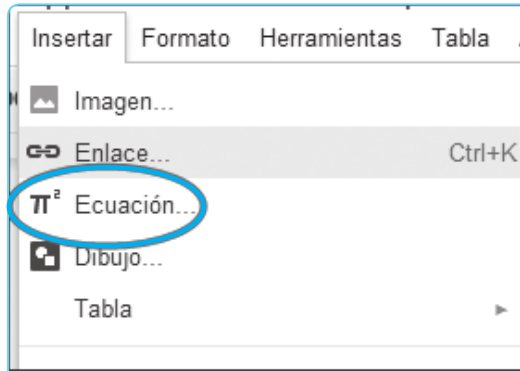 Insertar Formato Herramientas Tabla
Imagen...
Enlace... Ctrl+K
π² Ecuación...
Dibujo...
Tabla